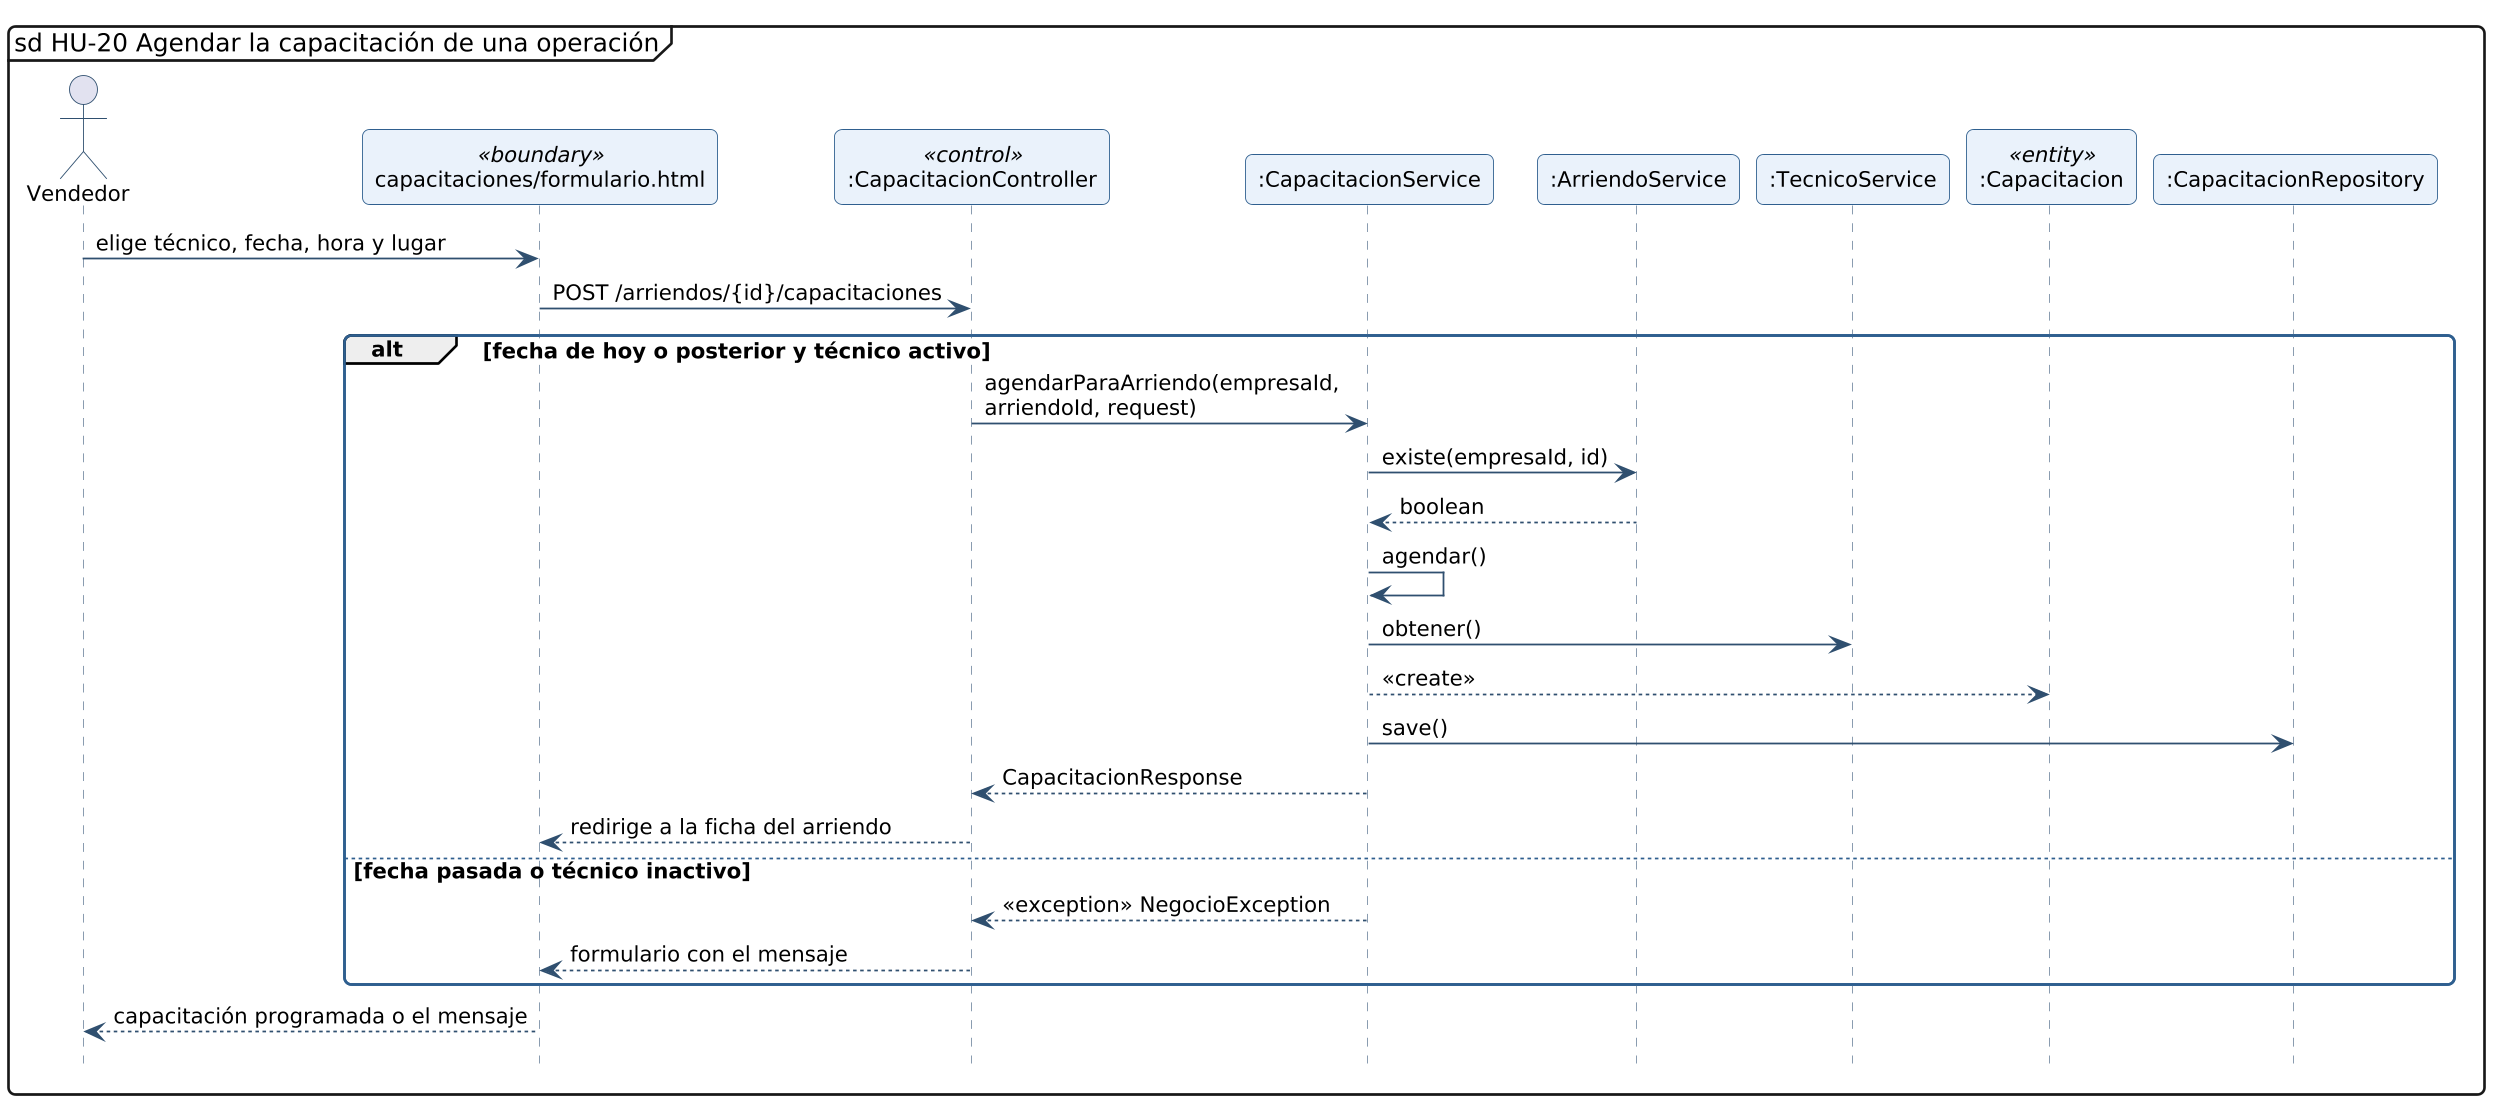 sd HU-20 Agendar la capacitación de una operación
Vendedor
«boundary»
capacitaciones/formulario.html
«control»
:CapacitacionController
:CapacitacionService
:ArriendoService
:TecnicoService
«entity»
:Capacitacion
:CapacitacionRepository
elige técnico, fecha, hora y lugar
POST /arriendos/{id}/capacitaciones
alt [fecha de hoy o posterior y técnico activo]
agendarParaArriendo(empresaId,
arriendoId, request)
existe(empresaId, id)
boolean
agendar()
obtener()
«create»
save()
CapacitacionResponse
redirige a la ficha del arriendo
[fecha pasada o técnico inactivo]
«exception» NegocioException
formulario con el mensaje
capacitación programada o el mensaje